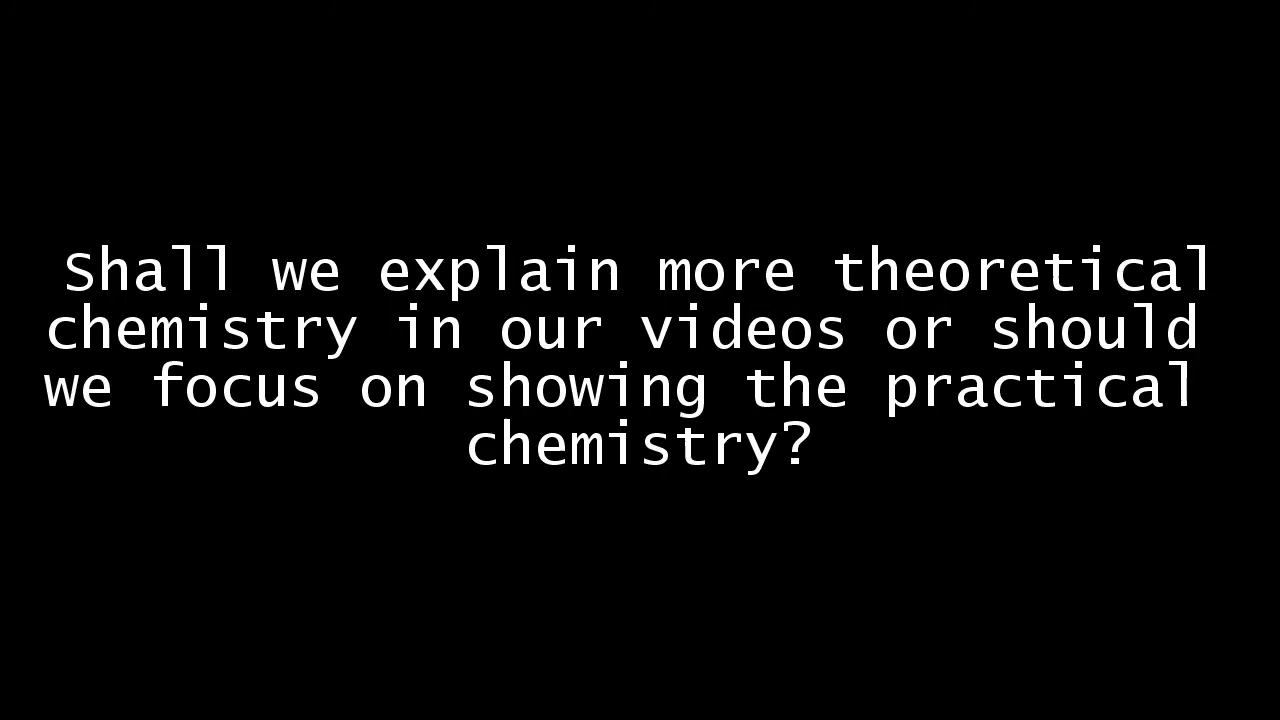 Shall we explain more theoretical
chemistry in our videos or should
we focus on showing the practical
chemistry?